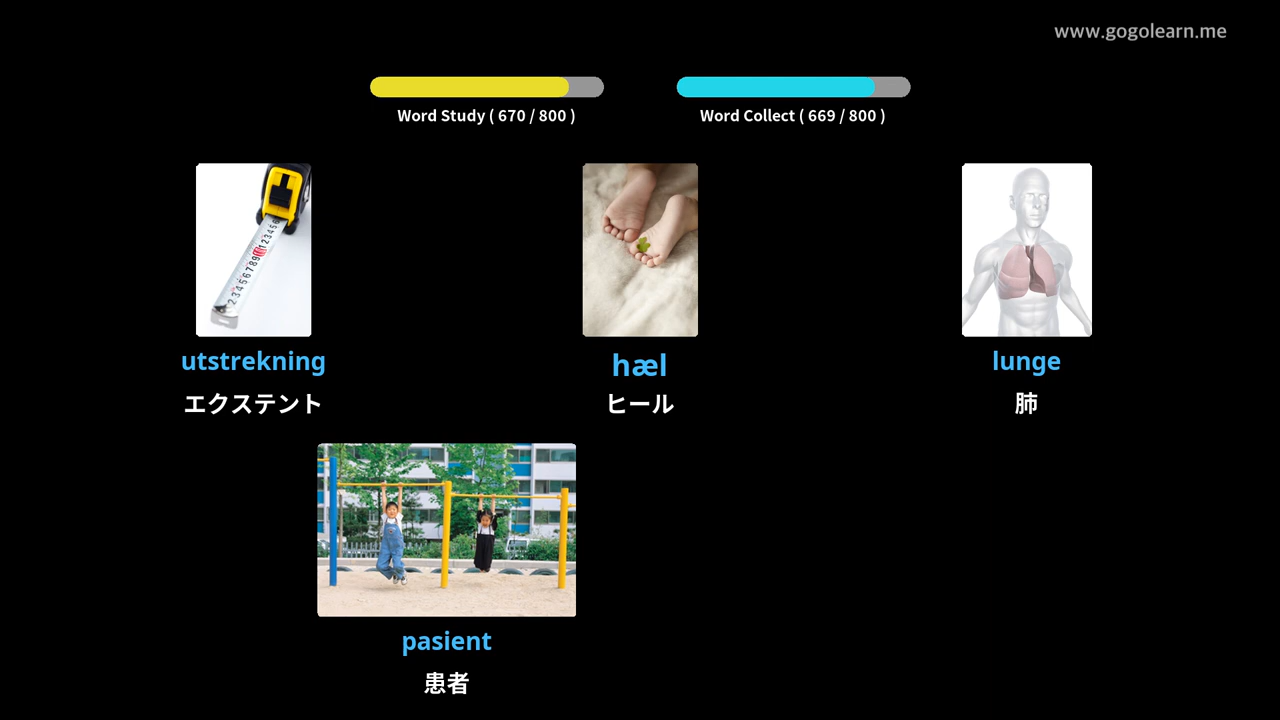 www.gogolearn.me
Word Study ( 670 / 800 )
Word Collect ( 669 / 800 )
utstrekning
エクステント
hæl
ヒール
lunge
肺
pasient
患者